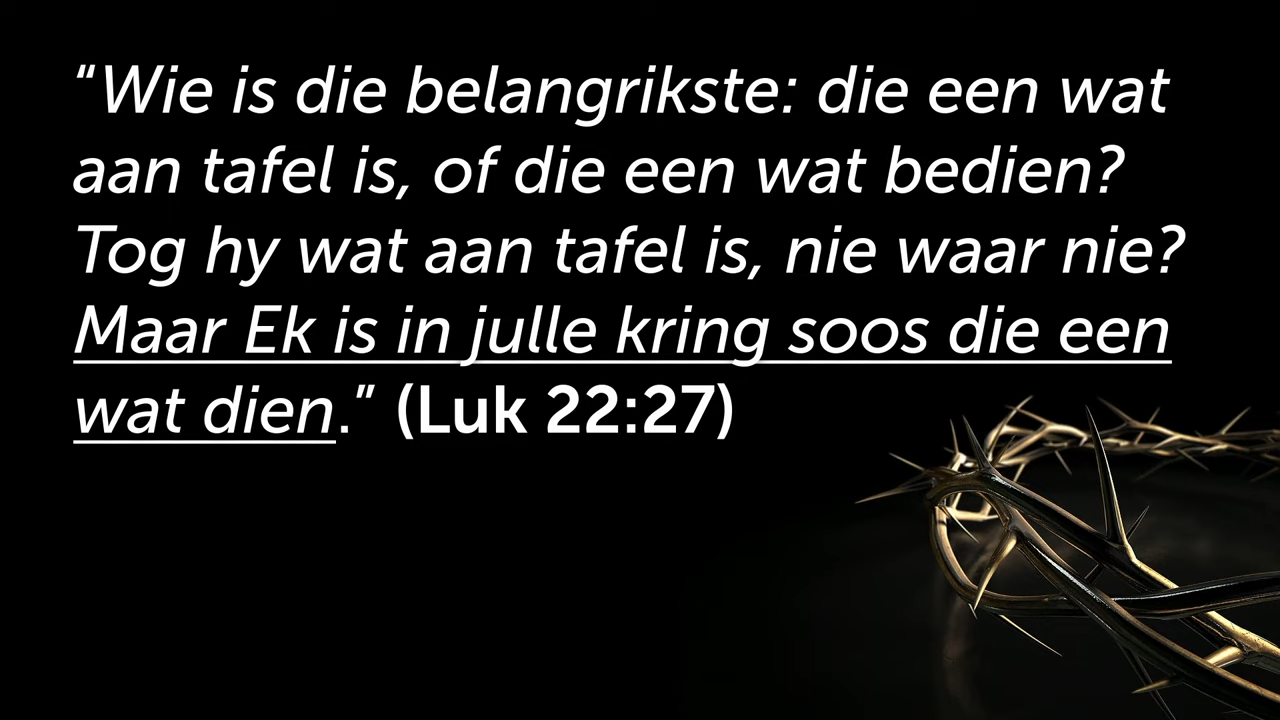 “Wie is die belangrikste: die een wat
aan tafel is, of die een wat bedien?
Tog hy wat aan tafel is, nie waar nie?
Maar Ek is in julle kring soos die een
wat dien.” (Luk 22:27)